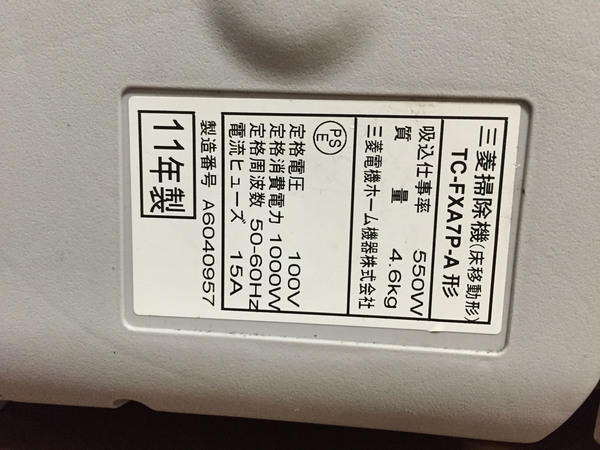 三菱掃除機(床移動形)
TC-FXA7P-A 形
吸込仕事率 550W
質量 4.6kg
三菱電機ホーム機器株式会社
PS
E
定格電圧 100V
定格消費電力 1000W
定格周波数 50-60Hz
電流ヒューズ 15A
製造番号 A6040957
11年製